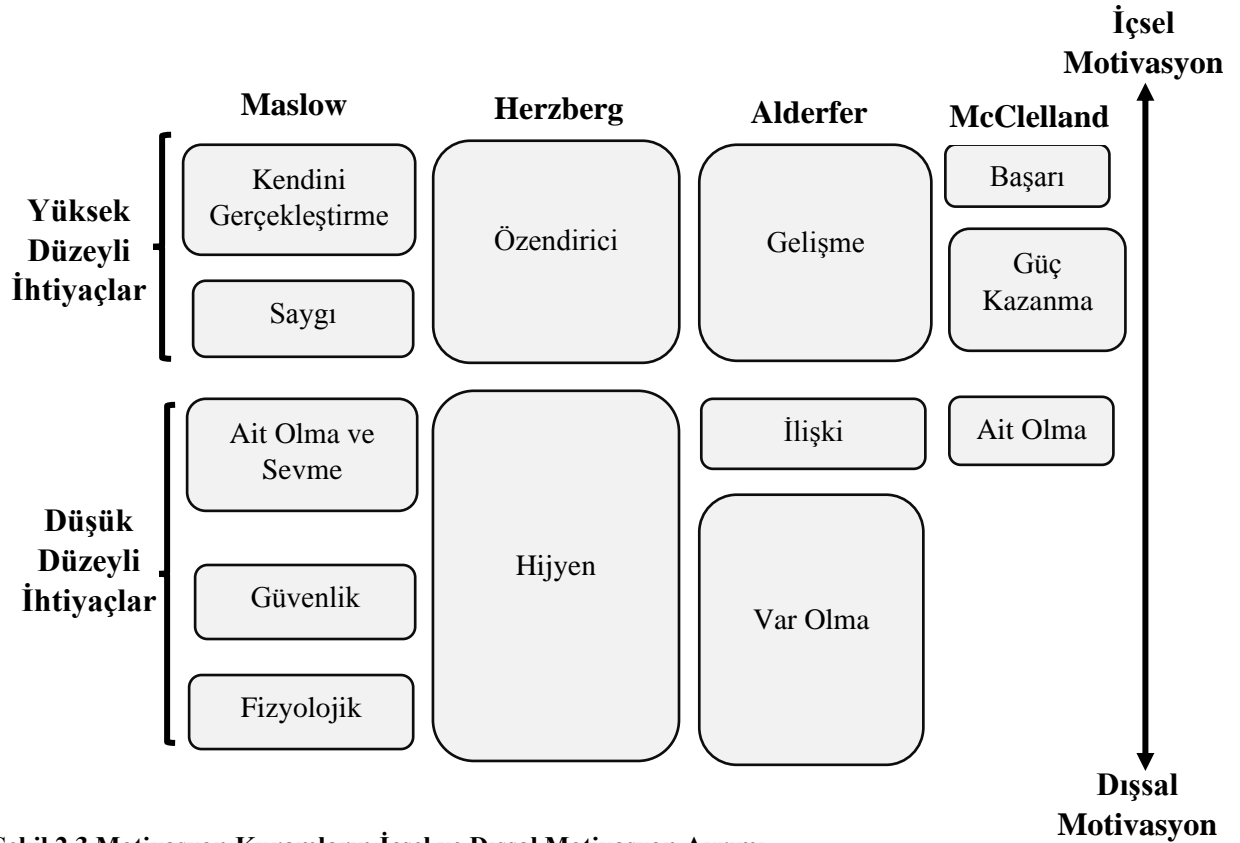 İçsel
Motivasyon
Maslow
Herzberg
Alderfer
McClelland
Yüksek
Düzeyli
İhtiyaçlar
Kendini
Gerçekleştirme
Saygı
Özendirici
Gelişme
Başarı
Güç
Kazanma
Düşük
Düzeyli
İhtiyaçlar
Ait Olma ve
Sevme
Güvenlik
Fizyolojik
Hijyen
İlişki
Var Olma
Ait Olma
Dışsal
Motivasyon